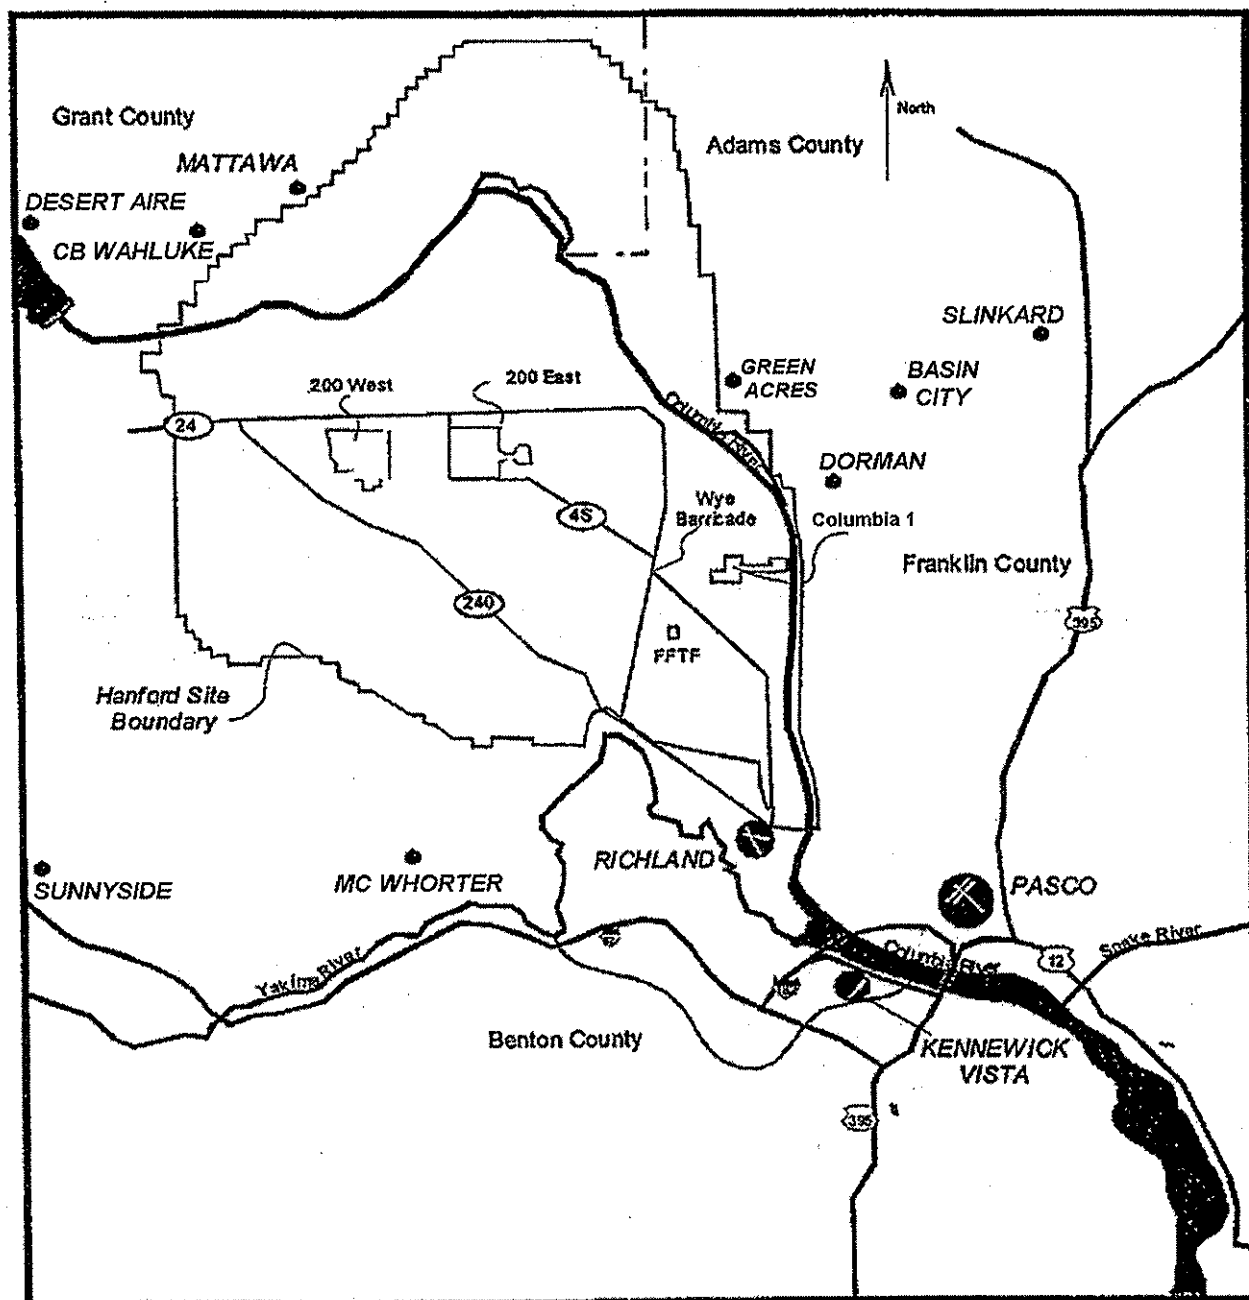 Grant County
North
Adams County
MATTAWA
DESERT AIRE
CB WAHLUKE
SLINKARD
GREEN
ACRES
BASIN
CITY
200 West
200 East
Columbia River
24
DORMAN
Wye
Barricade
Columbia 1
4S
Franklin County
240
395
FFTF
Hanford Site
Boundary
RICHLAND
SUNNYSIDE
MC WHORTER
PASCO
Snake River
Columbia River
12
Yakima River
82
Benton County
KENNEWICK
VISTA
395